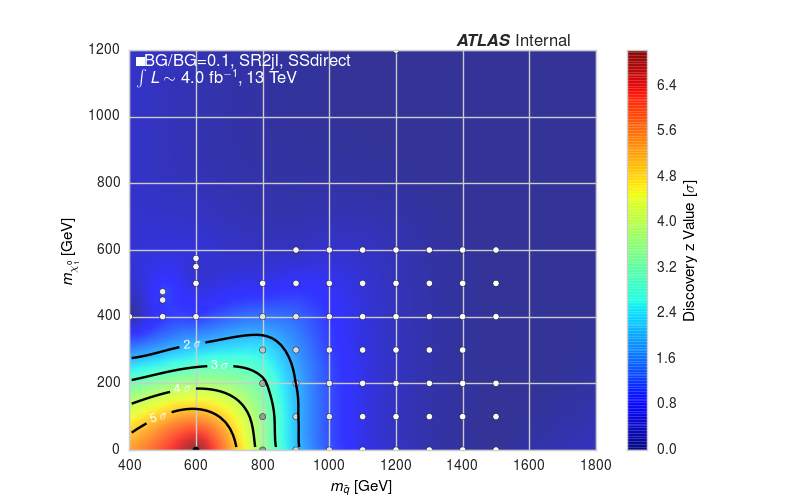 ATLAS Internal
BG/BG=0.1, SR2jl, SSdirect
∫ L ~ 4.0 fb⁻¹, 13 TeV
1200
1000
800
600
400
200
0
m_χ̃₁⁰ [GeV]
2 σ
3 σ
4 σ
5 σ
400 600 800 1000 1200 1400 1600 1800
m_q̃ [GeV]
6.4
5.6
4.8
4.0
3.2
2.4
1.6
0.8
0.0
Discovery z Value [σ]